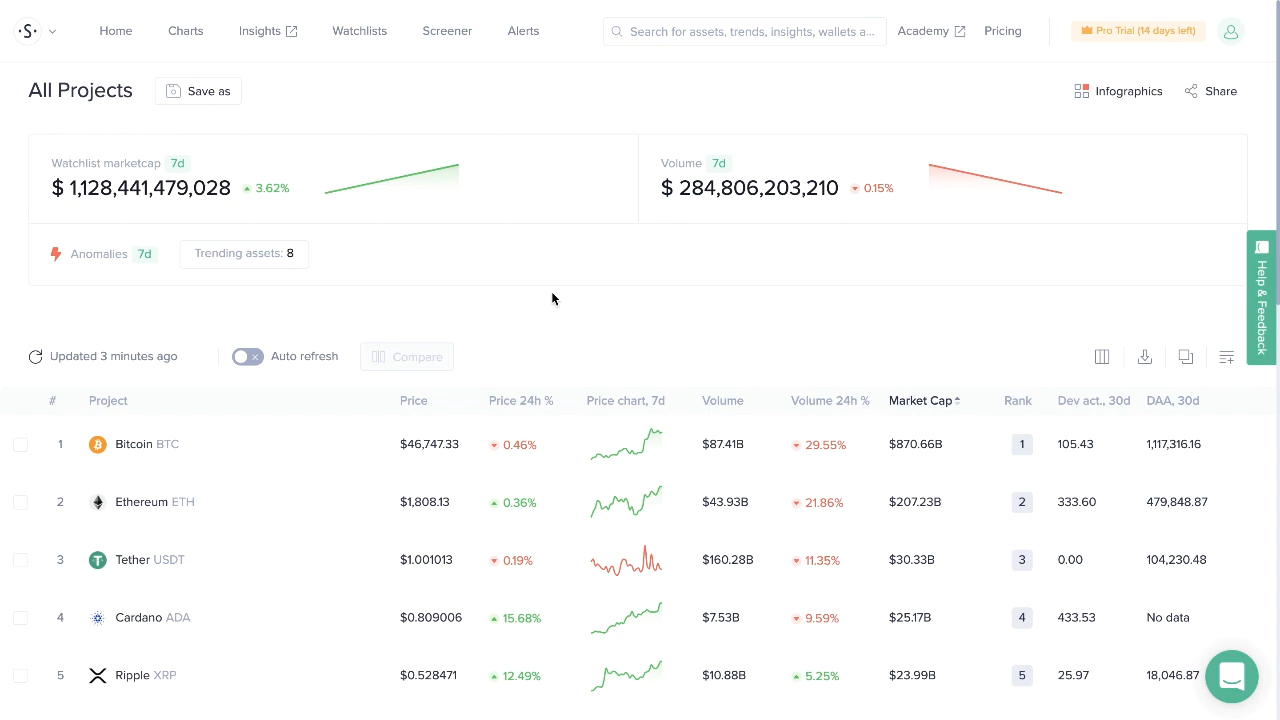 ·S· Home Charts Insights Watchlists Screener Alerts Search for assets, trends, insights, wallets a... Academy Pricing Pro Trial (14 days left)
All Projects Save as Infographics Share
Watchlist marketcap 7d
$ 1,128,441,479,028 3.62%
Volume 7d
$ 284,806,203,210 0.15%
Anomalies 7d Trending assets: 8
Help & Feedback
Updated 3 minutes ago Auto refresh Compare
# Project Price Price 24h % Price chart, 7d Volume Volume 24h % Market Cap Rank Dev act., 30d DAA, 30d
1 Bitcoin BTC $46,747.33 0.46% $87.41B 29.55% $870.66B 1 105.43 1,117,316.16
2 Ethereum ETH $1,808.13 0.36% $43.93B 21.86% $207.23B 2 333.60 479,848.87
3 Tether USDT $1.001013 0.19% $160.28B 11.35% $30.33B 3 0.00 104,230.48
4 Cardano ADA $0.809006 15.68% $7.53B 9.59% $25.17B 4 433.53 No data
5 Ripple XRP $0.528471 12.49% $10.88B 5.25% $23.99B 5 25.97 18,046.87